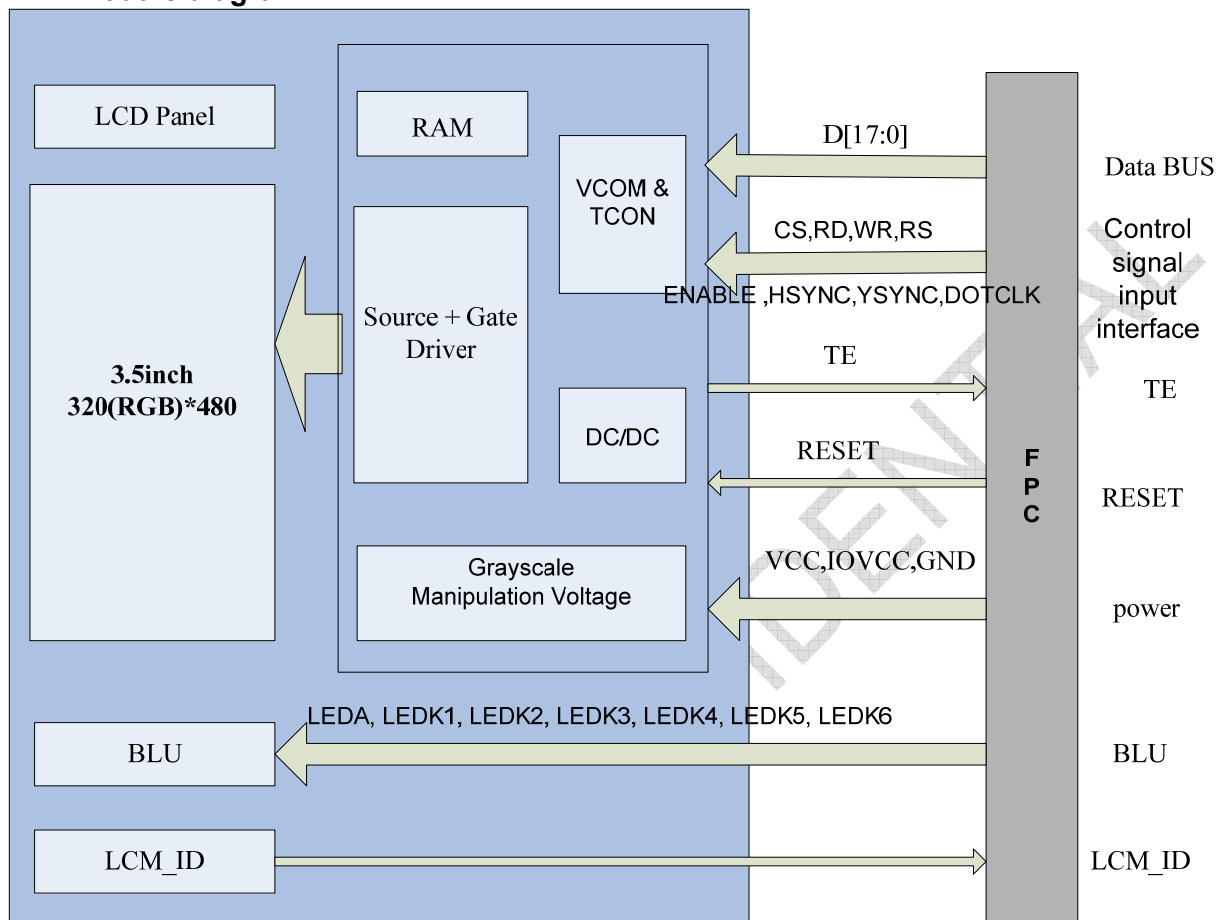 LCD Panel
RAM
VCOM &
TCON
D[17:0]
Data BUS
CS,RD,WR,RS
Control
signal
input
interface
ENABLE ,HSYNC,YSYNC,DOTCLK
Source + Gate
Driver
3.5inch
320(RGB)*480
TE
TE
DC/DC
RESET
RESET
F
P
C
Grayscale
Manipulation Voltage
VCC,IOVCC,GND
power
LEDA, LEDK1, LEDK2, LEDK3, LEDK4, LEDK5, LEDK6
BLU
BLU
LCM_ID
LCM_ID
IDENTIAL